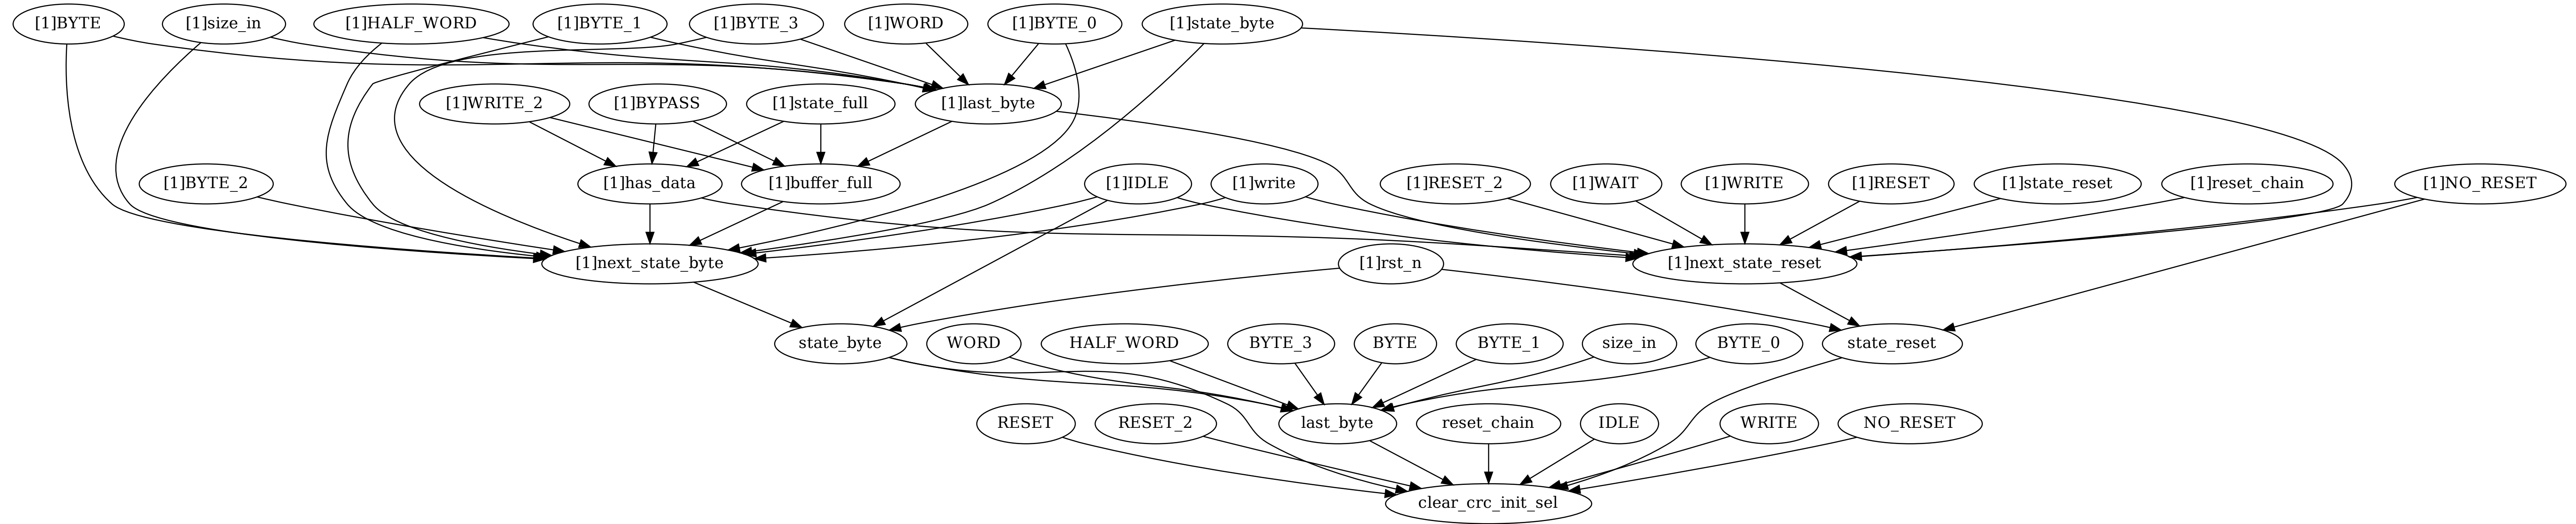 [1]BYTE
[1]size_in
[1]HALF_WORD
[1]BYTE_1
[1]BYTE_3
[1]WORD
[1]BYTE_0
[1]state_byte
[1]WRITE_2
[1]BYPASS
[1]state_full
[1]last_byte
[1]BYTE_2
[1]has_data
[1]buffer_full
[1]IDLE
[1]write
[1]RESET_2
[1]WAIT
[1]WRITE
[1]RESET
[1]state_reset
[1]reset_chain
[1]NO_RESET
[1]next_state_byte
[1]rst_n
[1]next_state_reset
state_byte
WORD
HALF_WORD
BYTE_3
BYTE
BYTE_1
size_in
BYTE_0
state_reset
RESET
RESET_2
last_byte
reset_chain
IDLE
WRITE
NO_RESET
clear_crc_init_sel